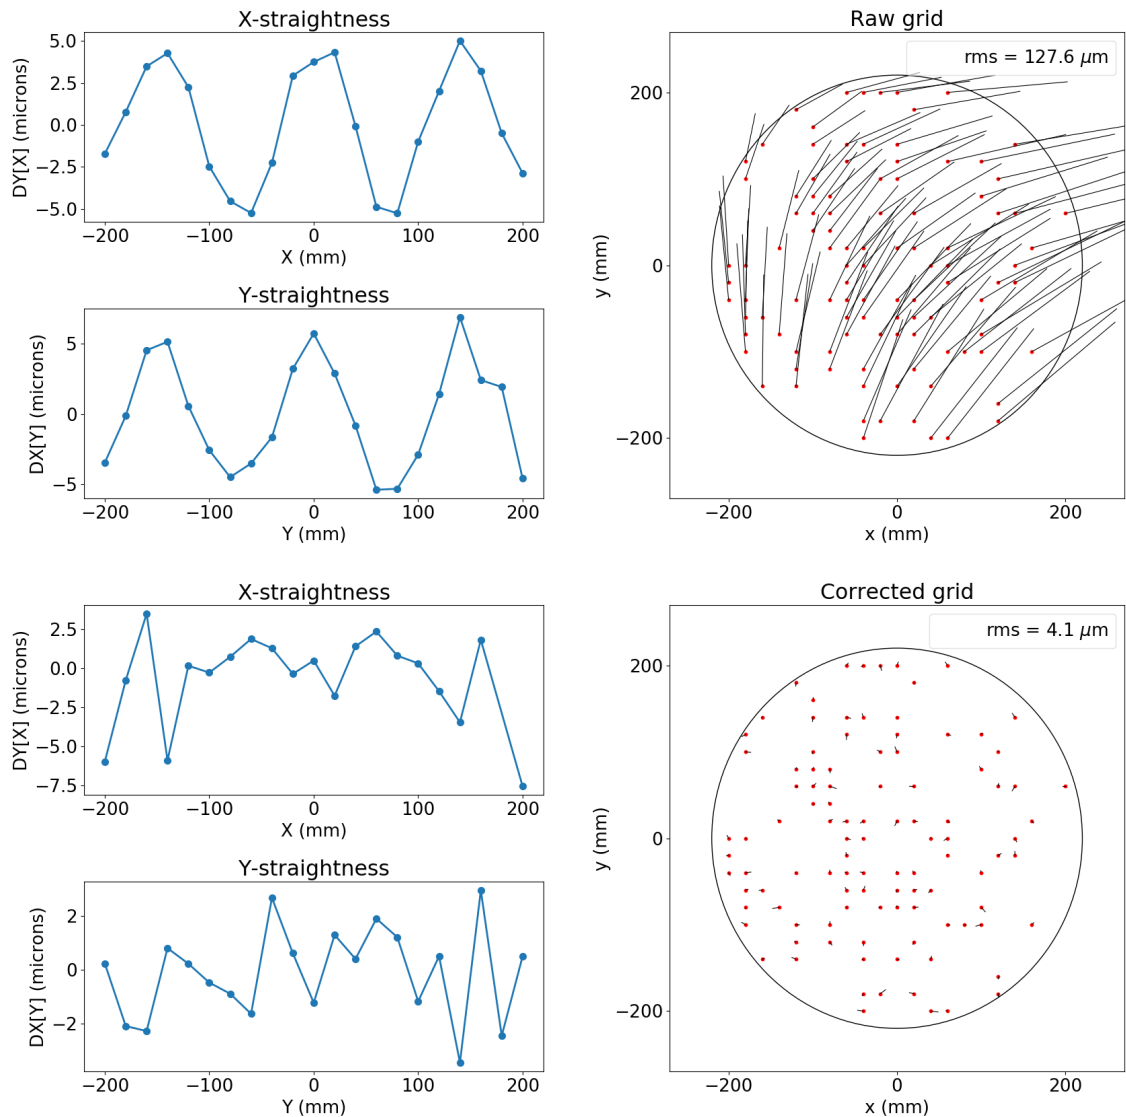 X-straightness
5.0
2.5
0.0
−2.5
−5.0
DY[X] (microns)
−200 −100 0 100 200
X (mm)
Y-straightness
5
0
−5
DX[Y] (microns)
−200 −100 0 100 200
Y (mm)
Raw grid
rms = 127.6 μm
200
0
−200
y (mm)
−200 0 200
x (mm)
X-straightness
2.5
0.0
−2.5
−5.0
−7.5
DY[X] (microns)
−200 −100 0 100 200
X (mm)
Y-straightness
2
0
−2
DX[Y] (microns)
−200 −100 0 100 200
Y (mm)
Corrected grid
rms = 4.1 μm
200
0
−200
y (mm)
−200 0 200
x (mm)